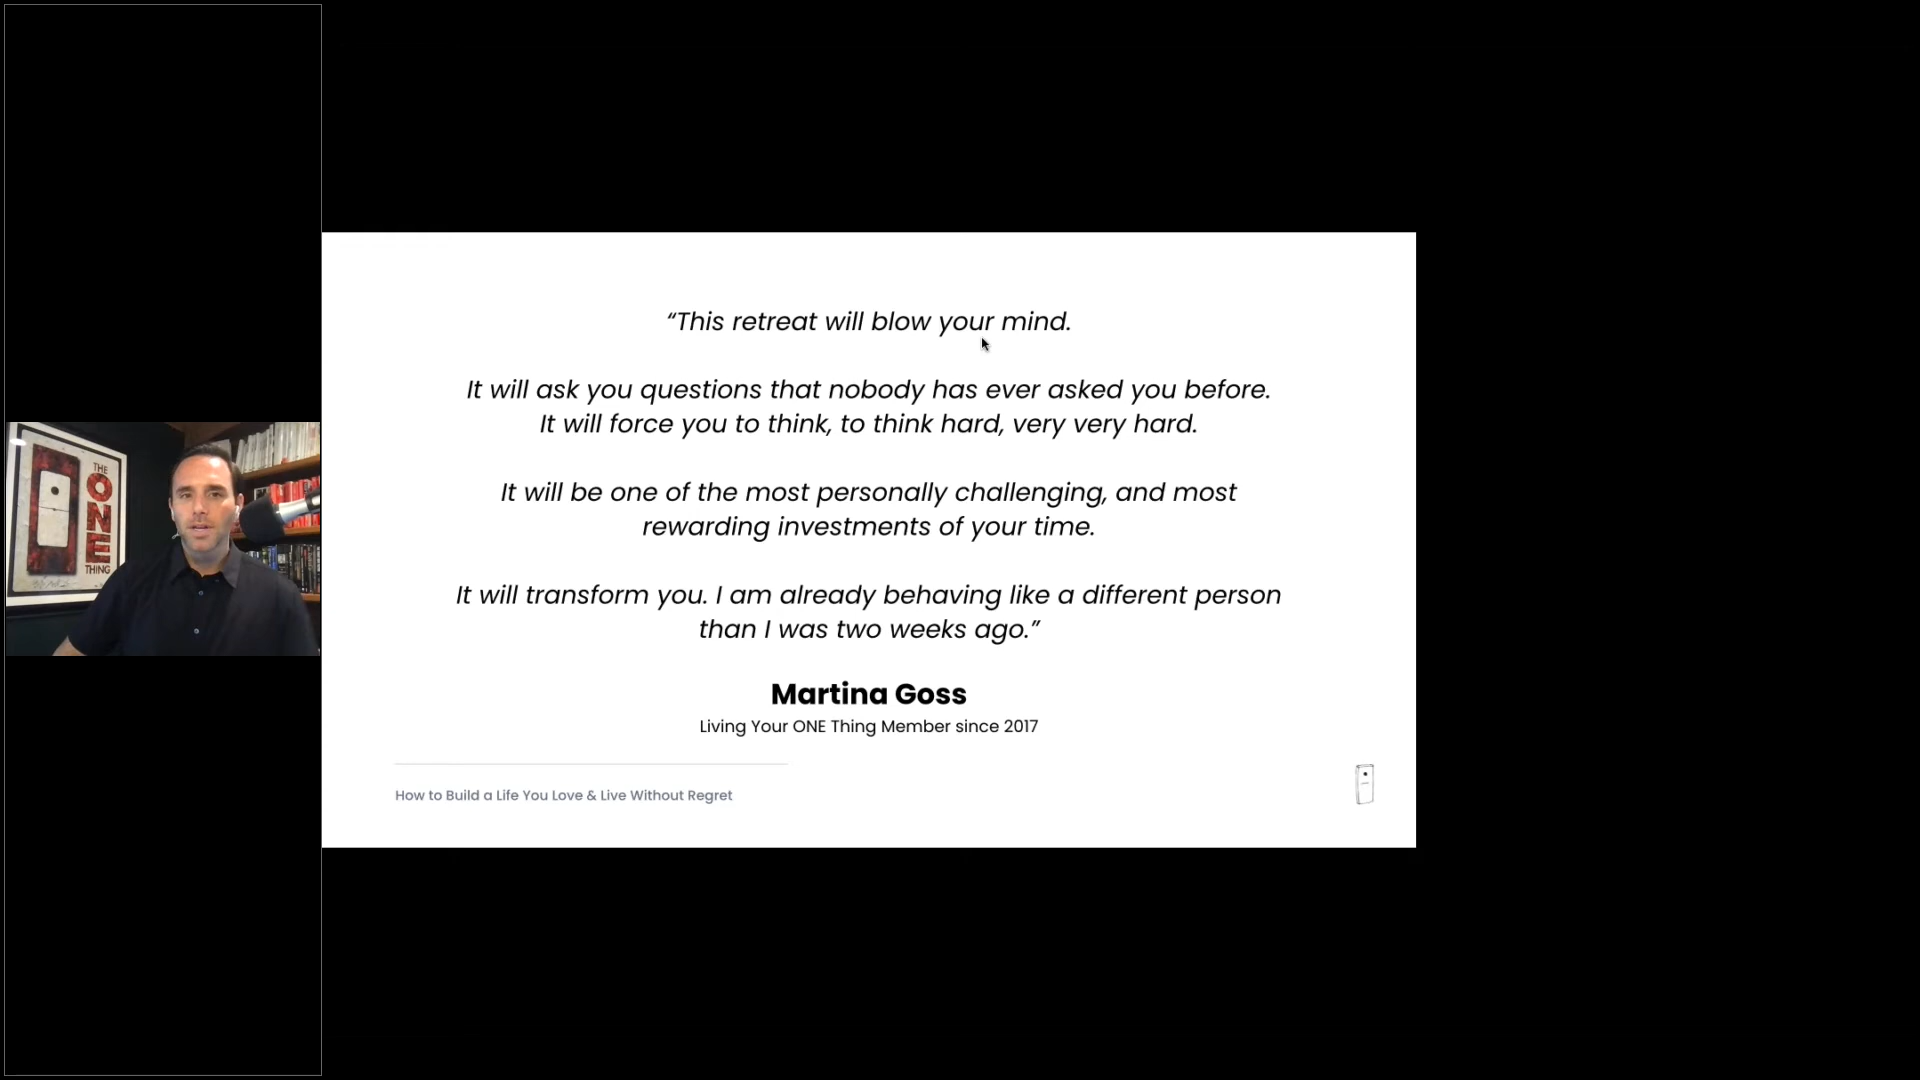 THE
ONE
THING
“This retreat will blow your mind.
It will ask you questions that nobody has ever asked you before.
It will force you to think, to think hard, very very hard.
It will be one of the most personally challenging, and most
rewarding investments of your time.
It will transform you. I am already behaving like a different person
than I was two weeks ago.”
Martina Goss
Living Your ONE Thing Member since 2017
How to Build a Life You Love & Live Without Regret